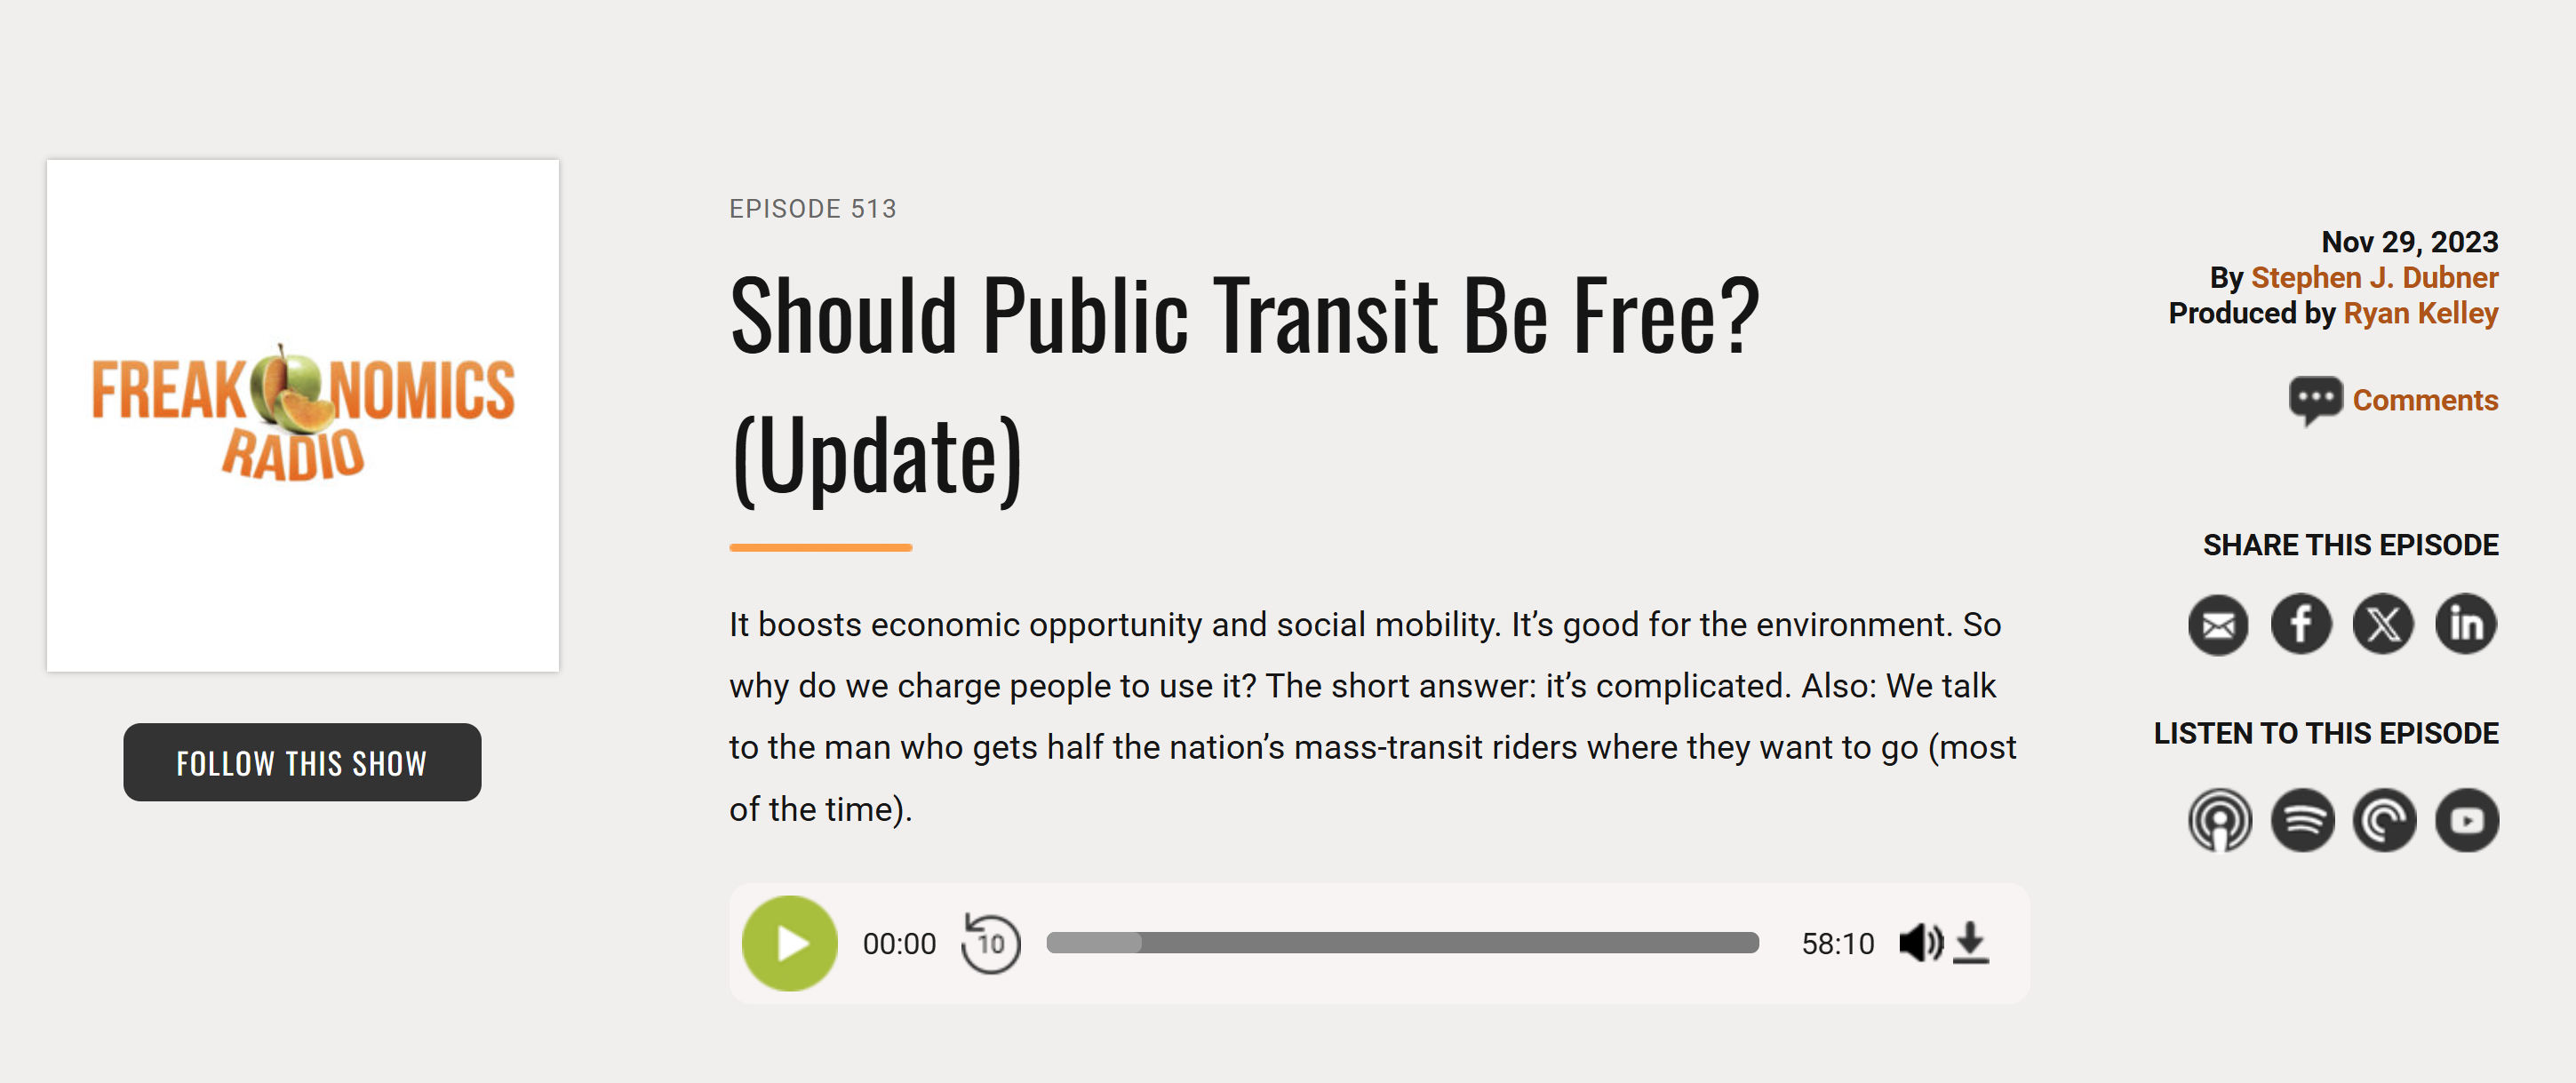 FREAKONOMICS
RADIO
FOLLOW THIS SHOW
EPISODE 513
Should Public Transit Be Free?
(Update)
It boosts economic opportunity and social mobility. It’s good for the environment. So
why do we charge people to use it? The short answer: it’s complicated. Also: We talk
to the man who gets half the nation’s mass-transit riders where they want to go (most
of the time).
00:00
10
58:10
Nov 29, 2023
By Stephen J. Dubner
Produced by Ryan Kelley
Comments
SHARE THIS EPISODE
LISTEN TO THIS EPISODE